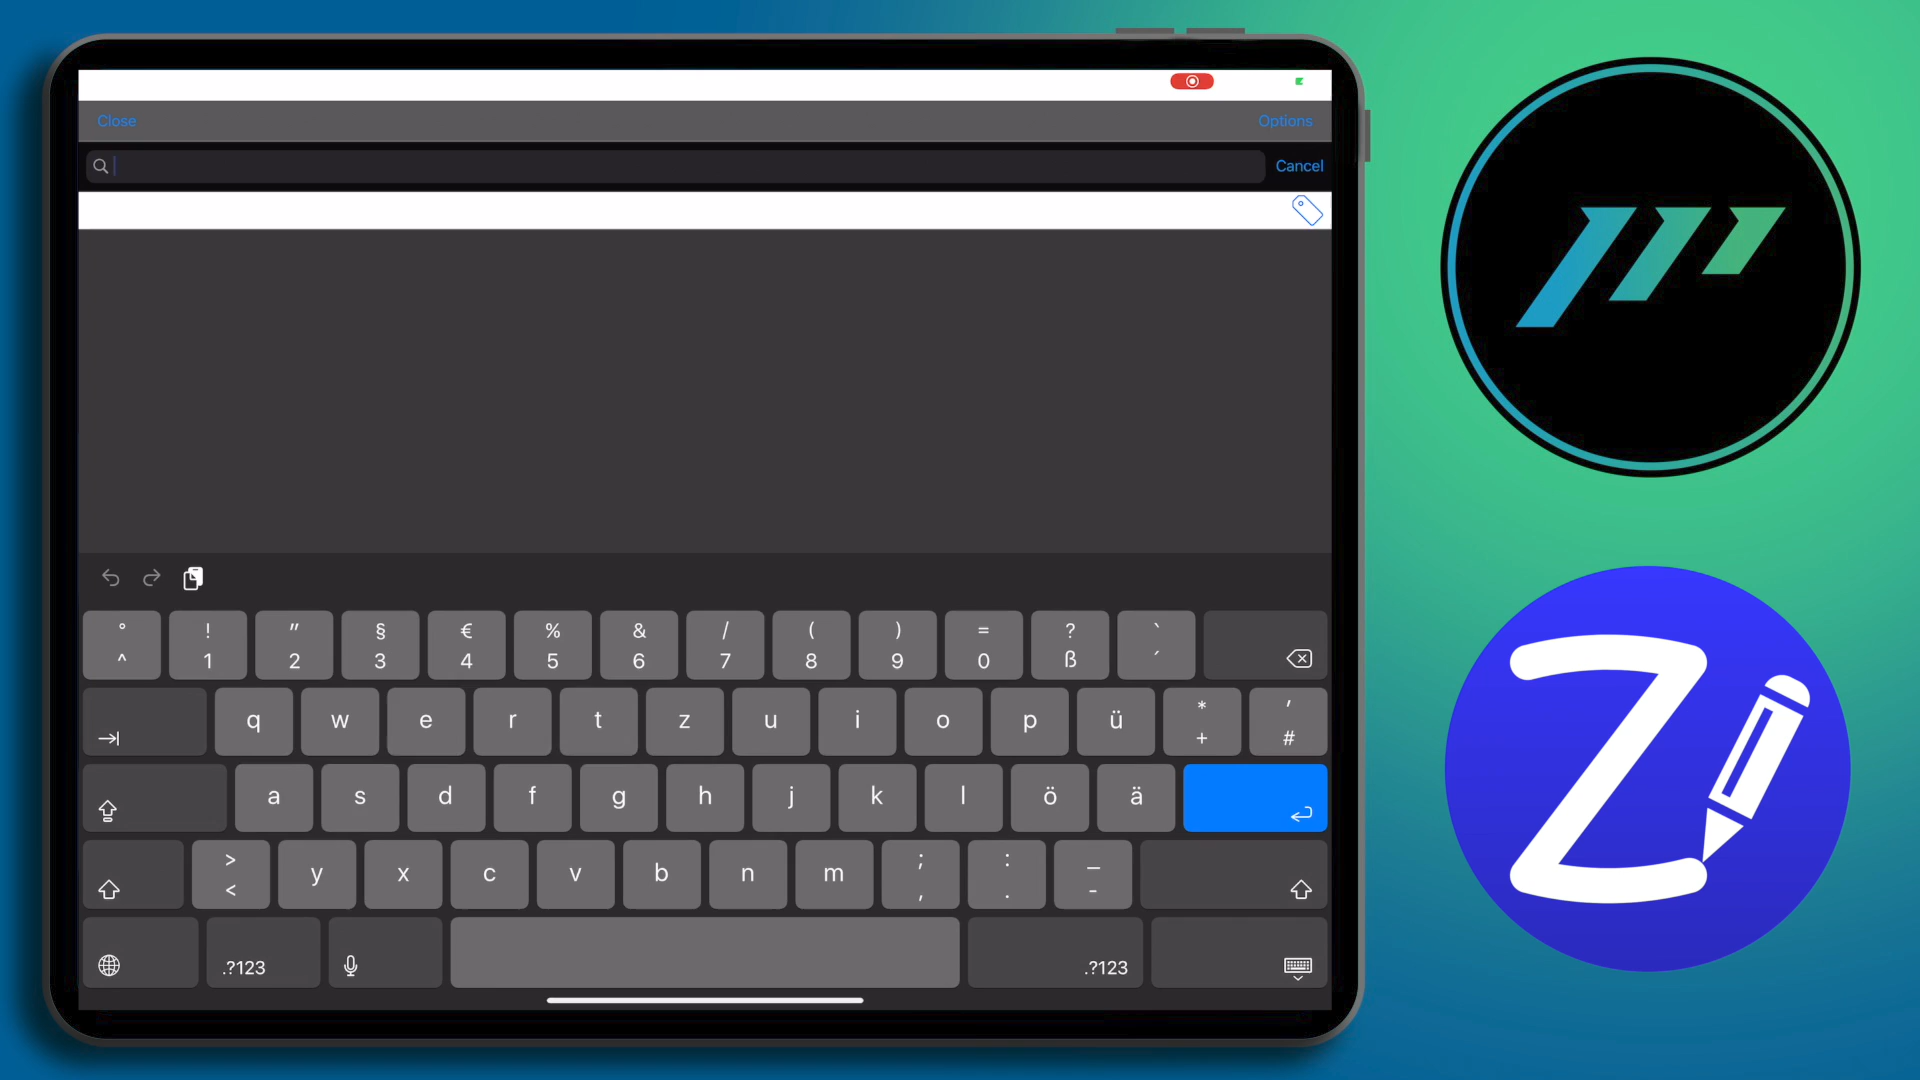 Close Options
Cancel
° ! " § € % & / ( ) = ? `
^ 1 2 3 4 5 6 7 8 9 0 ß ´
q w e r t z u i o p ü * '
+ #
a s d f g h j k l ö ä
> ; : _
< y x c v b n m , . -
.?123 .?123
Z